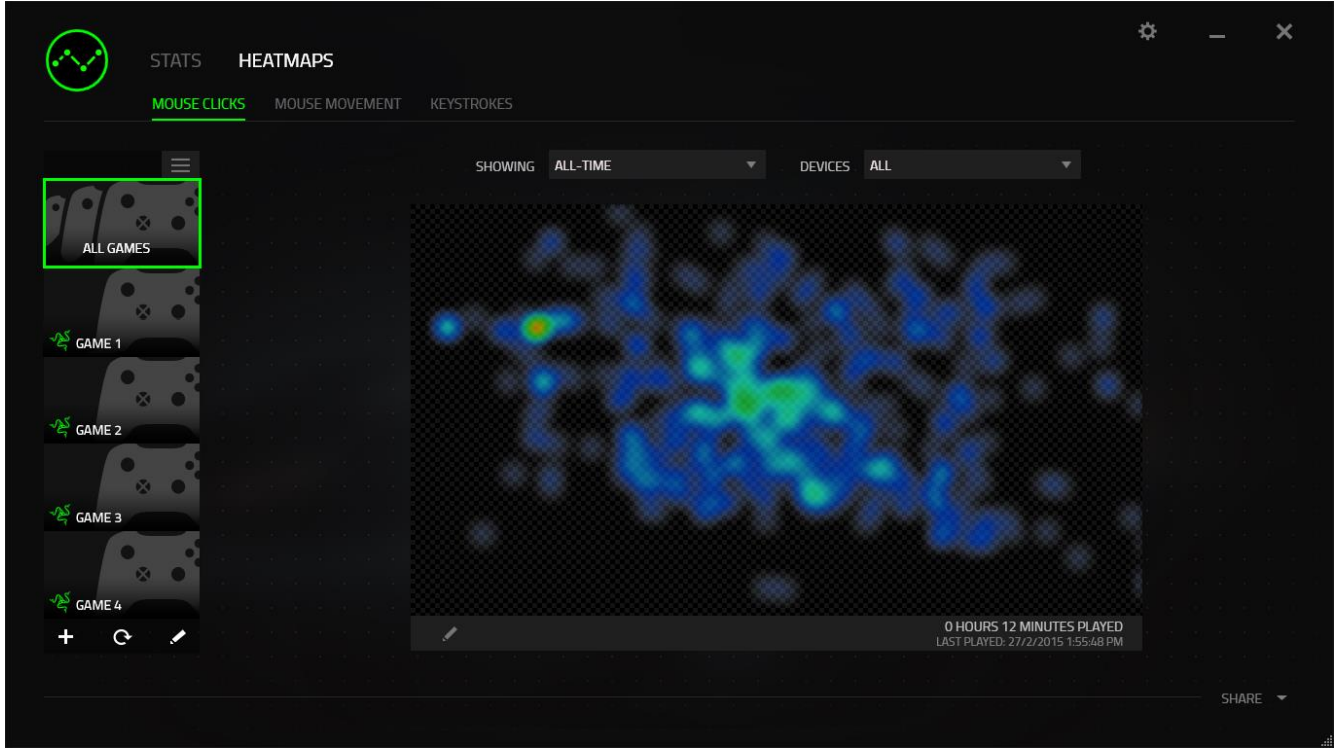 STATS HEATMAPS
MOUSE CLICKS MOUSE MOVEMENT KEYSTROKES
SHOWING ALL-TIME DEVICES ALL
ALL GAMES
GAME 1
GAME 2
GAME 3
GAME 4
0 HOURS 12 MINUTES PLAYED
LAST PLAYED: 27/2/2015 1:55:48 PM
SHARE